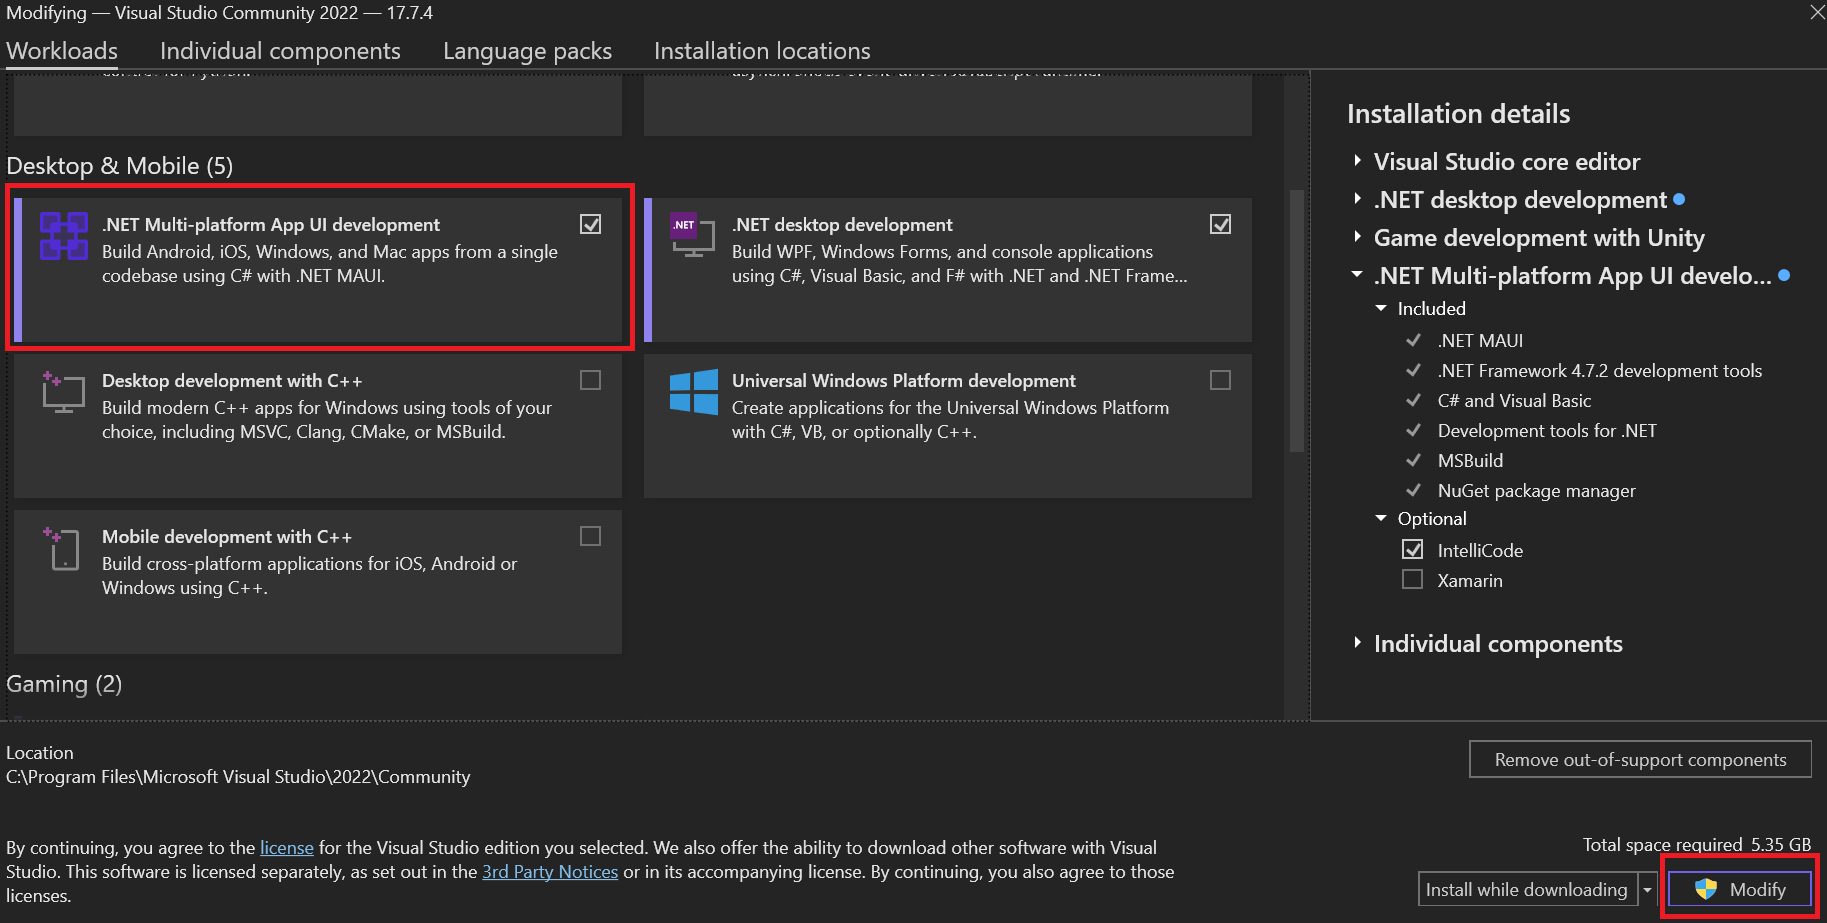 Modifying — Visual Studio Community 2022 — 17.7.4
Workloads
Individual components
Language packs
Installation locations
control for Python.
asynchronous event-driven JavaScript runtime.
Desktop & Mobile (5)
.NET Multi-platform App UI development
Build Android, iOS, Windows, and Mac apps from a single
codebase using C# with .NET MAUI.
.NET
.NET desktop development
Build WPF, Windows Forms, and console applications
using C#, Visual Basic, and F# with .NET and .NET Frame...
Desktop development with C++
Build modern C++ apps for Windows using tools of your
choice, including MSVC, Clang, CMake, or MSBuild.
Universal Windows Platform development
Create applications for the Universal Windows Platform
with C#, VB, or optionally C++.
Mobile development with C++
Build cross-platform applications for iOS, Android or
Windows using C++.
Gaming (2)
Installation details
Visual Studio core editor
.NET desktop development
Game development with Unity
.NET Multi-platform App UI develo...
Included
.NET MAUI
.NET Framework 4.7.2 development tools
C# and Visual Basic
Development tools for .NET
MSBuild
NuGet package manager
Optional
IntelliCode
Xamarin
Individual components
Location
C:\Program Files\Microsoft Visual Studio\2022\Community
Remove out-of-support components
By continuing, you agree to the license for the Visual Studio edition you selected. We also offer the ability to download other software with Visual
Studio. This software is licensed separately, as set out in the 3rd Party Notices or in its accompanying license. By continuing, you also agree to those
licenses.
Total space required 5.35 GB
Install while downloading
Modify